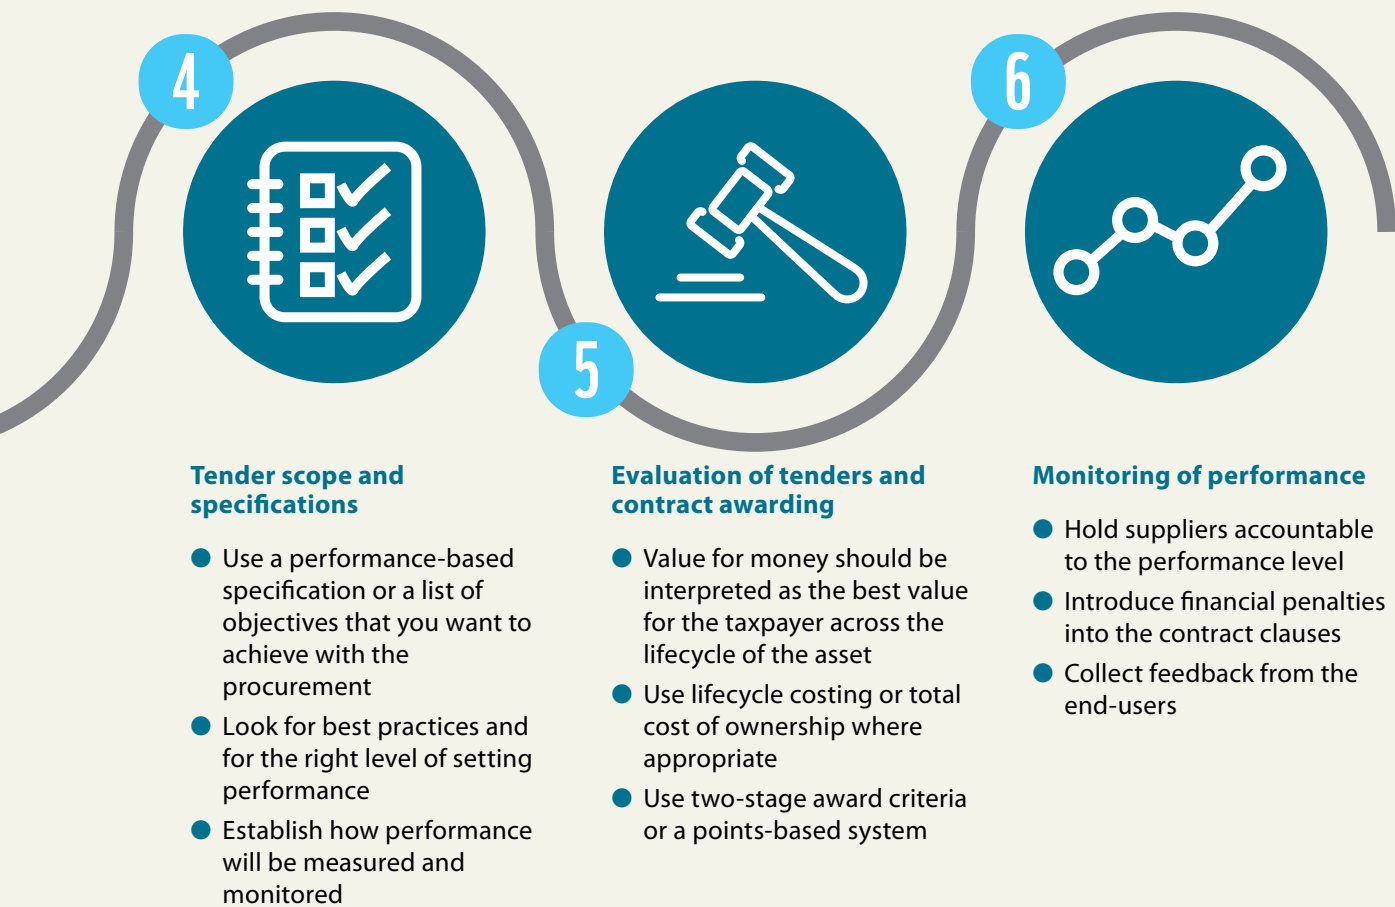 4
Tender scope and
specifications
● Use a performance-based
specification or a list of
objectives that you want to
achieve with the
procurement
● Look for best practices and
for the right level of setting
performance
● Establish how performance
will be measured and
monitored
5
Evaluation of tenders and
contract awarding
● Value for money should be
interpreted as the best value
for the taxpayer across the
lifecycle of the asset
● Use lifecycle costing or total
cost of ownership where
appropriate
● Use two-stage award criteria
or a points-based system
6
Monitoring of performance
● Hold suppliers accountable
to the performance level
● Introduce financial penalties
into the contract clauses
● Collect feedback from the
end-users